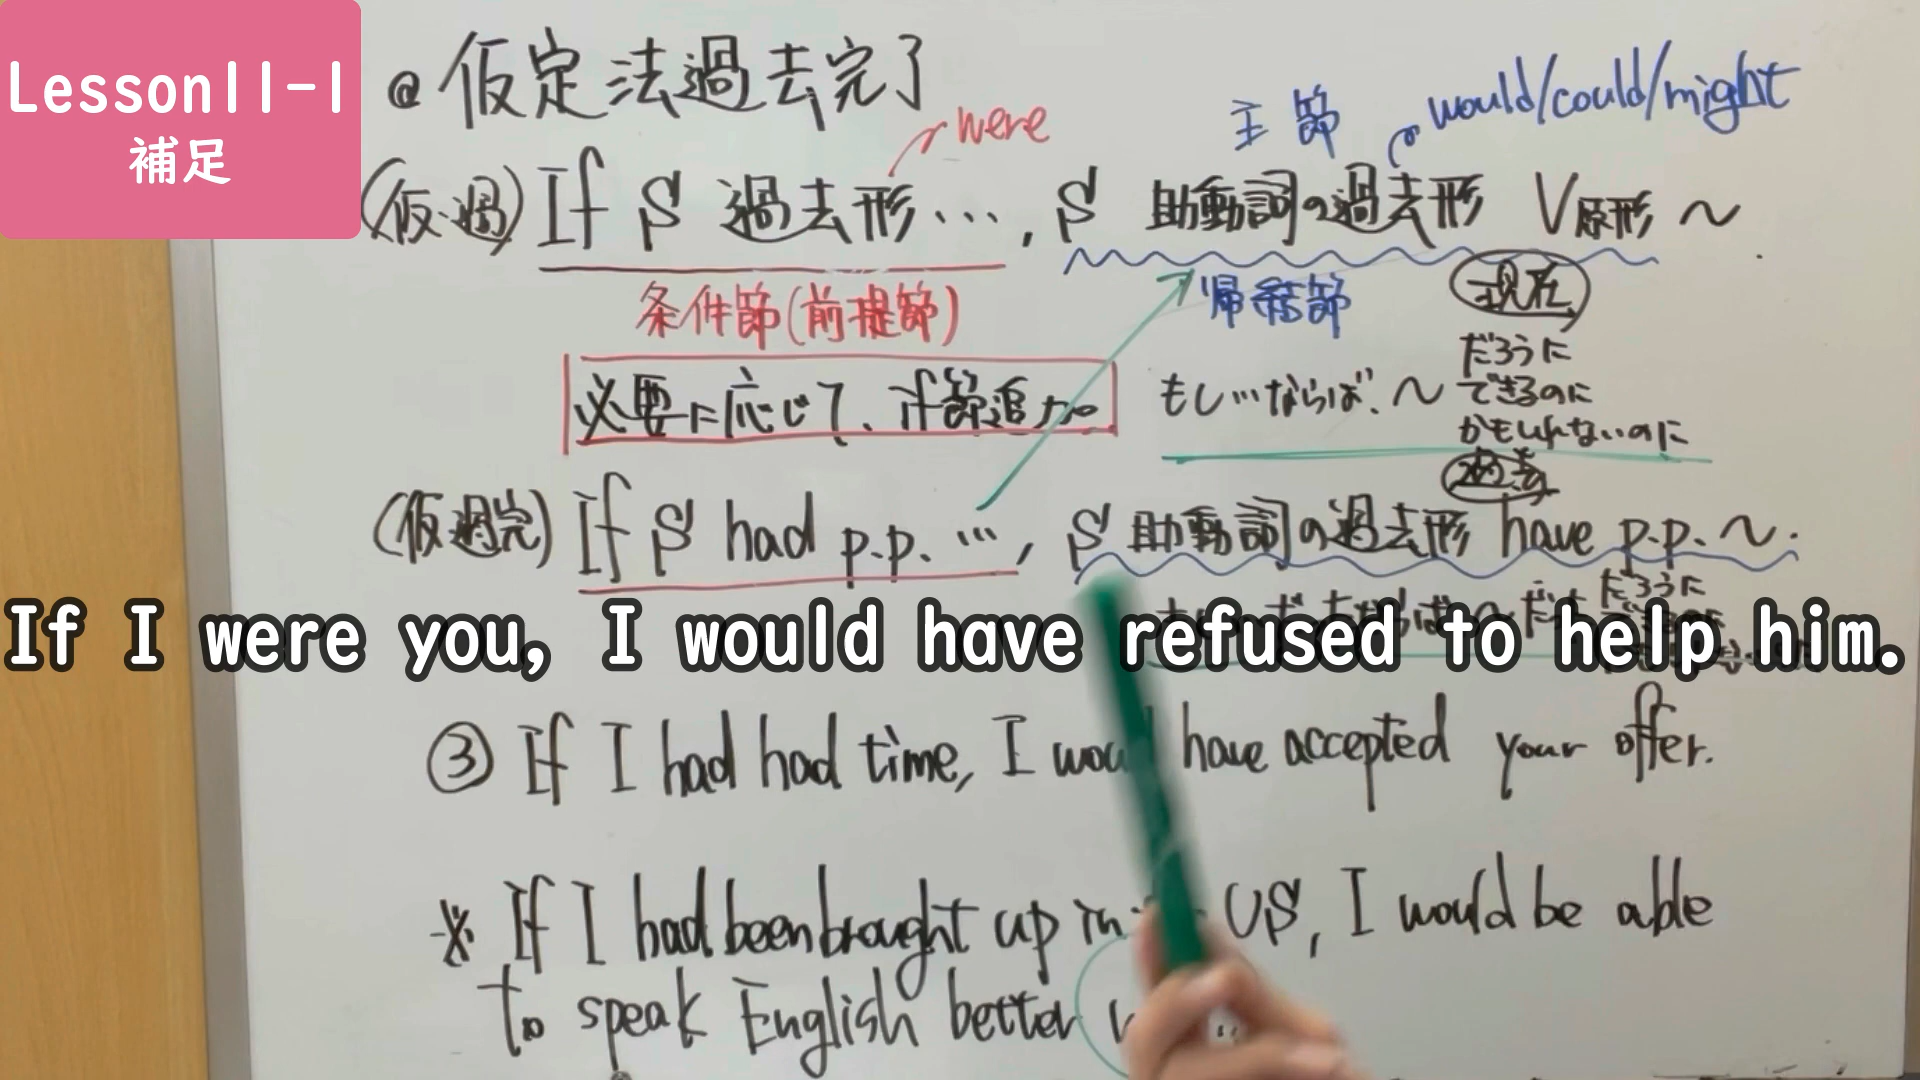 Lesson11-1
補足
@ 仮定法過去完了
were
主節
would/could/might
(仮・過) If S 過去形…, S 助動詞の過去形 V原形 ～.
条件節(前提節)
帰結節
現在
必要に応じて、if節追加。
もし…ならば、～
だろうに
できるのに
かもしれないのに
過去
(仮過完) If S had p.p. …, S 助動詞の過去形 have p.p. ～.
だろうに
If I were you, I would have refused to help him.
③ If I had had time, I would have accepted your offer.
※ If I had been brought up in US, I would be able
to speak English better